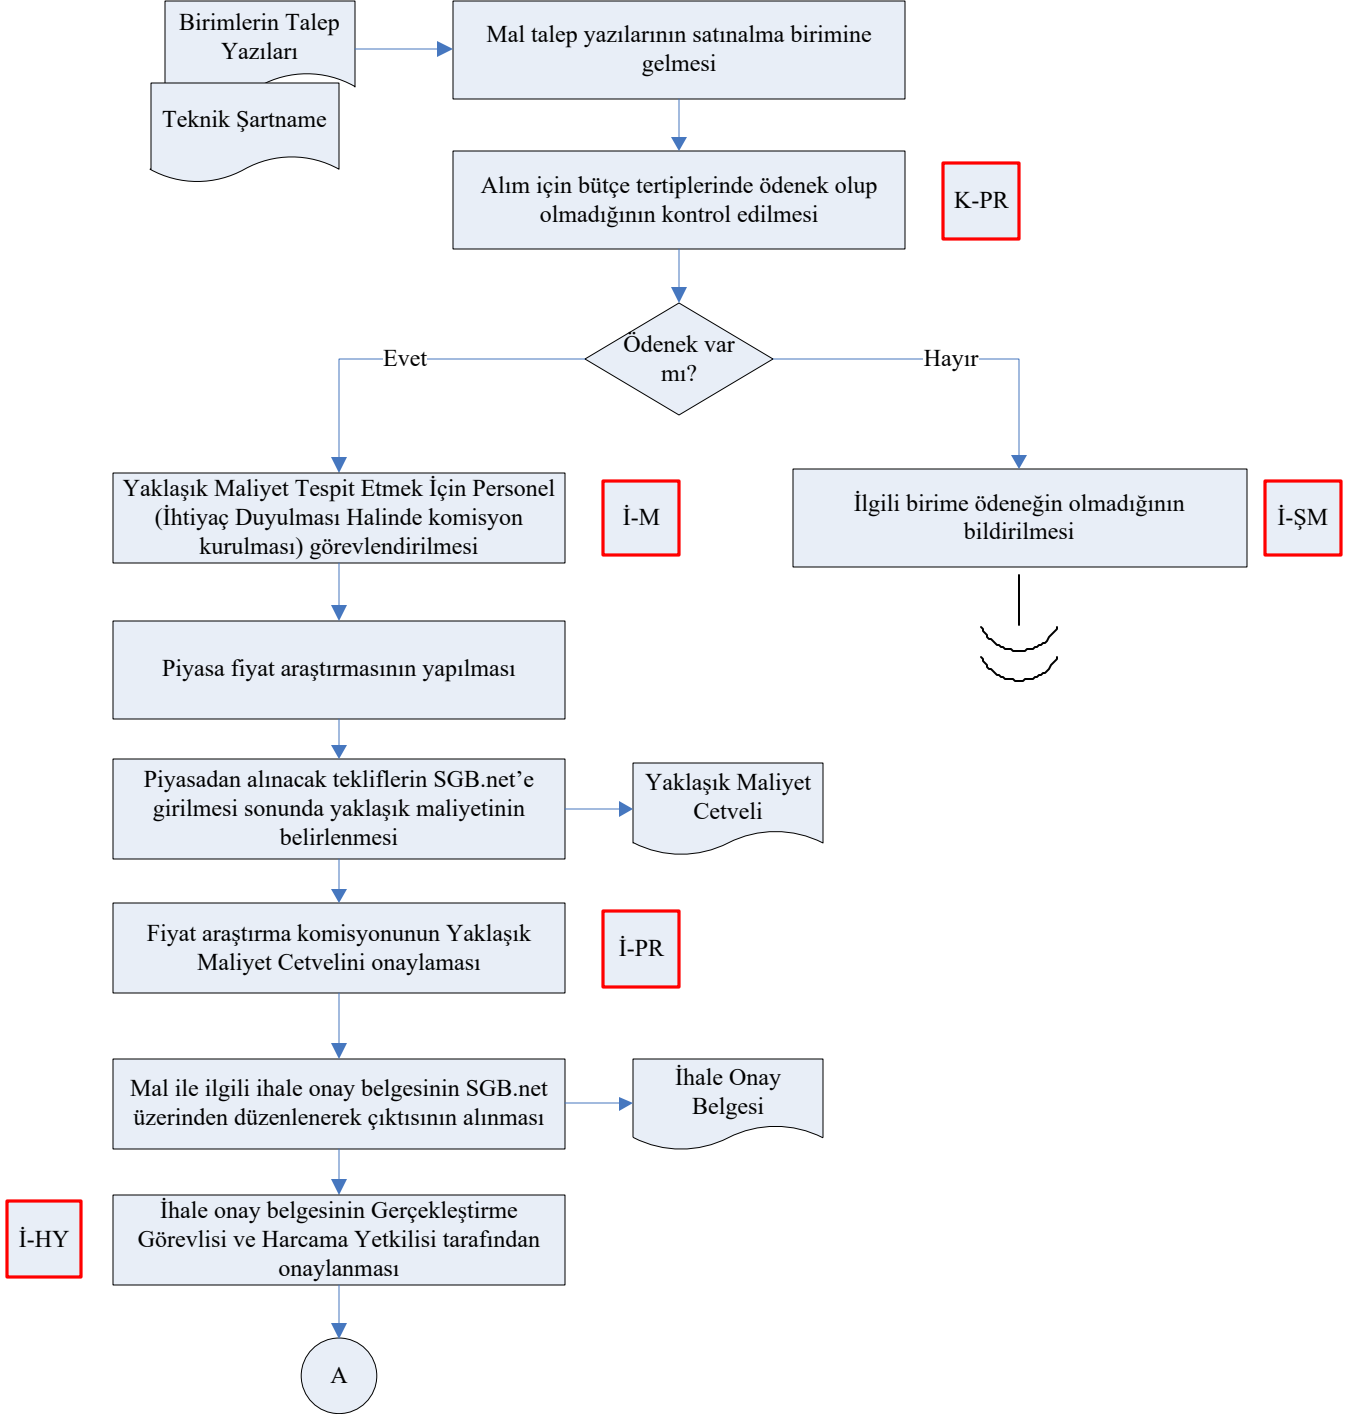 Birimlerin Talep
Yazıları
Mal talep yazılarının satınalma birimine
gelmesi
Teknik Şartname
Alım için bütçe tertiplerinde ödenek olup
olmadığının kontrol edilmesi
K-PR
Ödenek var
mı?
Evet
Hayır
Yaklaşık Maliyet Tespit Etmek İçin Personel
(İhtiyaç Duyulması Halinde komisyon
kurulması) görevlendirilmesi
İ-M
İlgili birime ödeneğin olmadığının
bildirilmesi
İ-ŞM
Piyasa fiyat araştırmasının yapılması
Piyasadan alınacak tekliflerin SGB.net’e
girilmesi sonunda yaklaşık maliyetinin
belirlenmesi
Yaklaşık Maliyet
Cetveli
Fiyat araştırma komisyonunun Yaklaşık
Maliyet Cetvelini onaylaması
İ-PR
Mal ile ilgili ihale onay belgesinin SGB.net
üzerinden düzenlenerek çıktısının alınması
İhale Onay
Belgesi
İ-HY
İhale onay belgesinin Gerçekleştirme
Görevlisi ve Harcama Yetkilisi tarafından
onaylanması
A